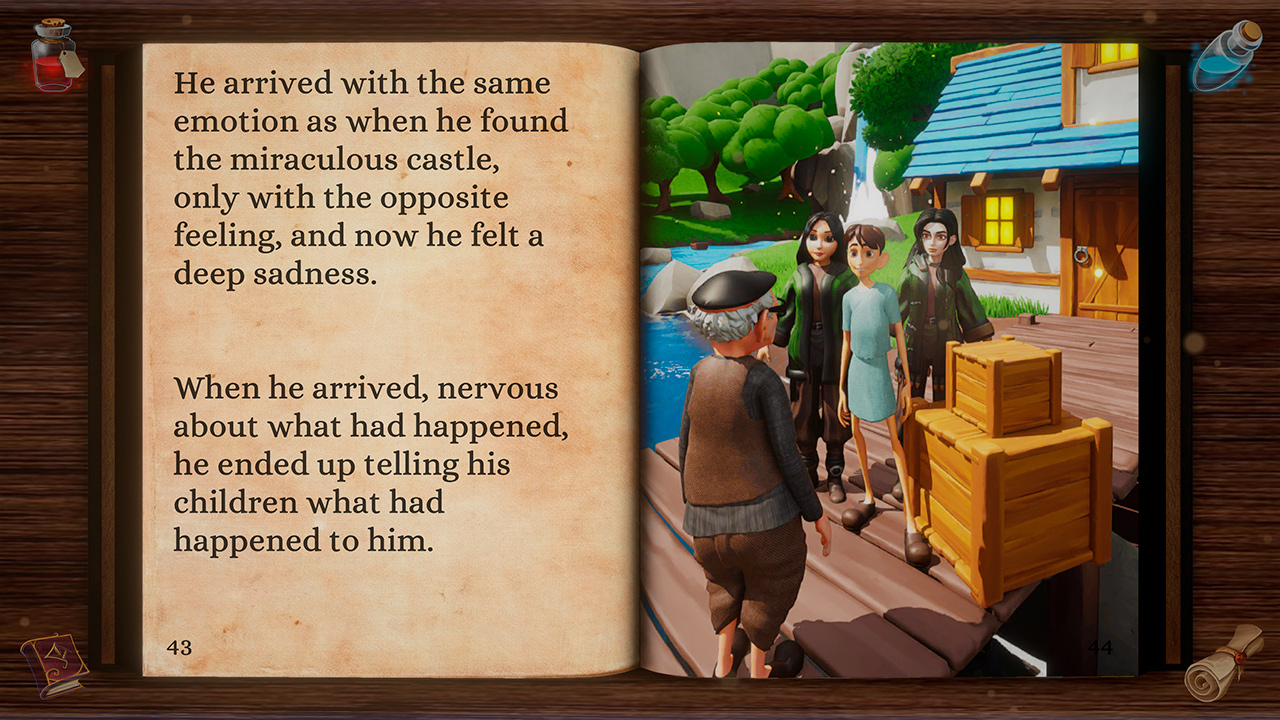 He arrived with the same
emotion as when he found
the miraculous castle,
only with the opposite
feeling, and now he felt a
deep sadness.
When he arrived, nervous
about what had happened,
he ended up telling his
children what had
happened to him.
43
44